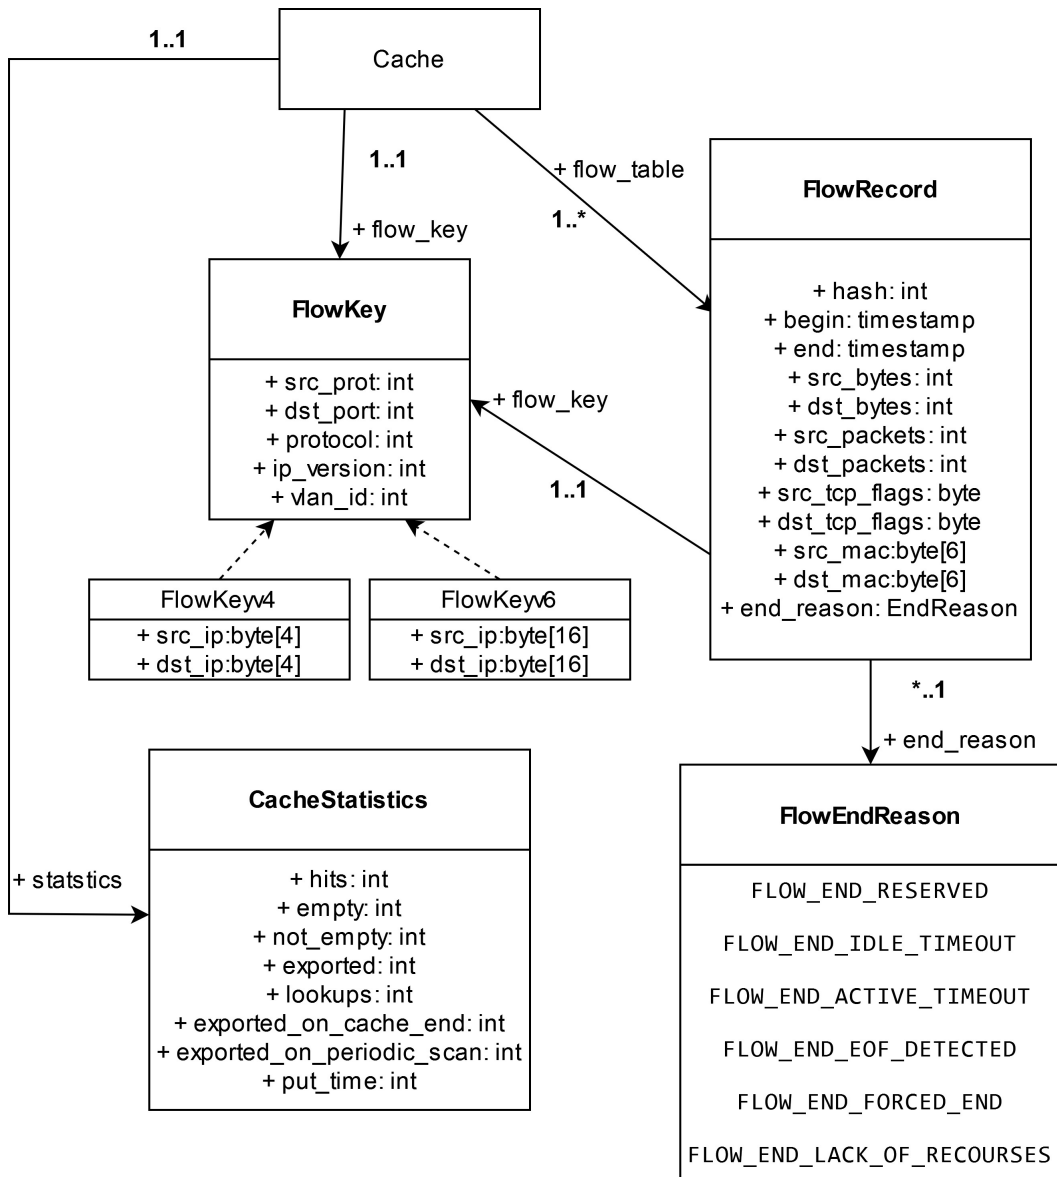 1..1
Cache
1..1
+ flow_key
+ flow_table
1..*
FlowRecord
+ hash: int
+ begin: timestamp
+ end: timestamp
+ src_bytes: int
+ dst_bytes: int
+ src_packets: int
+ dst_packets: int
+ src_tcp_flags: byte
+ dst_tcp_flags: byte
+ src_mac:byte[6]
+ dst_mac:byte[6]
+ end_reason: EndReason
FlowKey
+ src_prot: int
+ dst_port: int
+ protocol: int
+ ip_version: int
+ vlan_id: int
+ flow_key
1..1
FlowKeyv4
+ src_ip:byte[4]
+ dst_ip:byte[4]
FlowKeyv6
+ src_ip:byte[16]
+ dst_ip:byte[16]
*..1
+ end_reason
+ statstics
CacheStatistics
+ hits: int
+ empty: int
+ not_empty: int
+ exported: int
+ lookups: int
+ exported_on_cache_end: int
+ exported_on_periodic_scan: int
+ put_time: int
FlowEndReason
FLOW_END_RESERVED
FLOW_END_IDLE_TIMEOUT
FLOW_END_ACTIVE_TIMEOUT
FLOW_END_EOF_DETECTED
FLOW_END_FORCED_END
FLOW_END_LACK_OF_RECOURSES